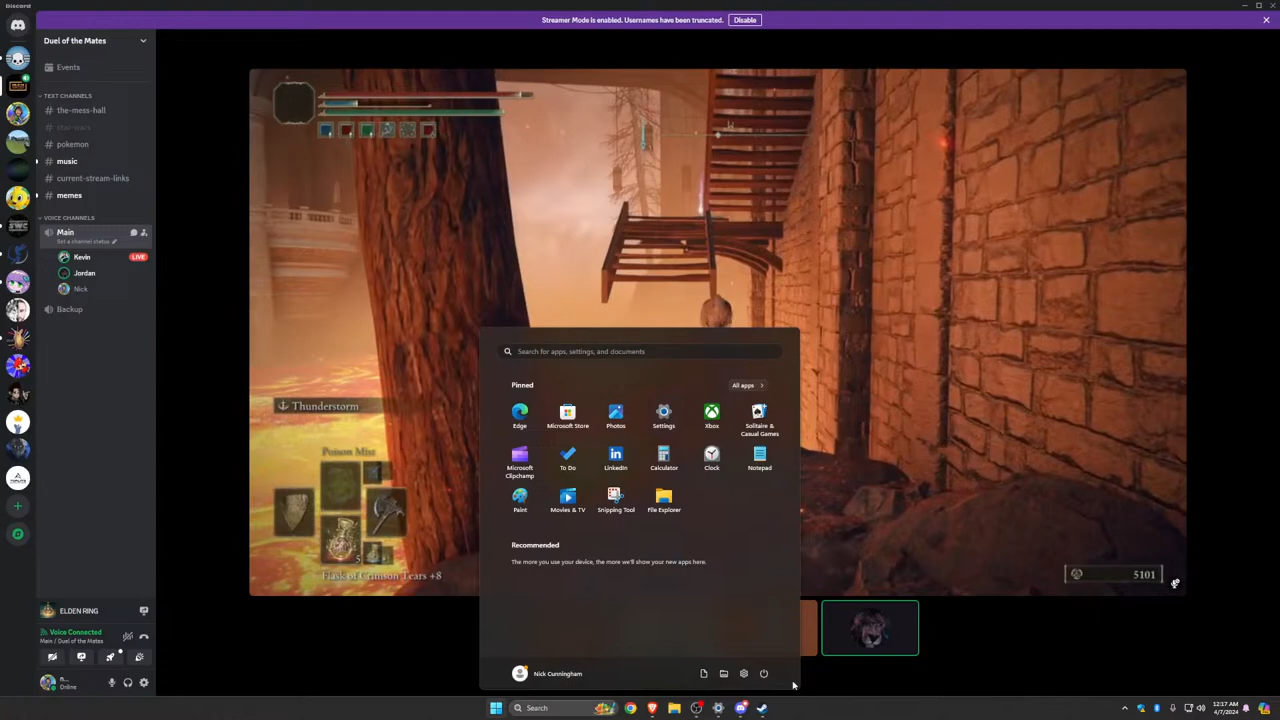 Discord
Streamer Mode is enabled. Usernames have been truncated. Disable
Duel of the Mates
Events
TEXT CHANNELS
the-mess-hall
pokemon
music
current-stream-links
memes
VOICE CHANNELS
Main
Set a channel status
Kevin LIVE
Jordan
Nick
Backup
Thunderstorm
Poison Mist
5
Flask of Crimson Tears +8
5101
Search for apps, settings, and documents
Pinned
All apps
Edge Microsoft Store Photos Settings Xbox Solitaire &
Casual Games
Microsoft To Do LinkedIn Calculator Clock Notepad
Clipchamp
Paint Movies & TV Snipping Tool File Explorer
Recommended
The more you use your device, the more we'll show your new apps here.
Nick Cunningham
ELDEN RING
Voice Connected
Main / Duel of the Mates
n...
Online
Search
12:17 AM
4/7/2024